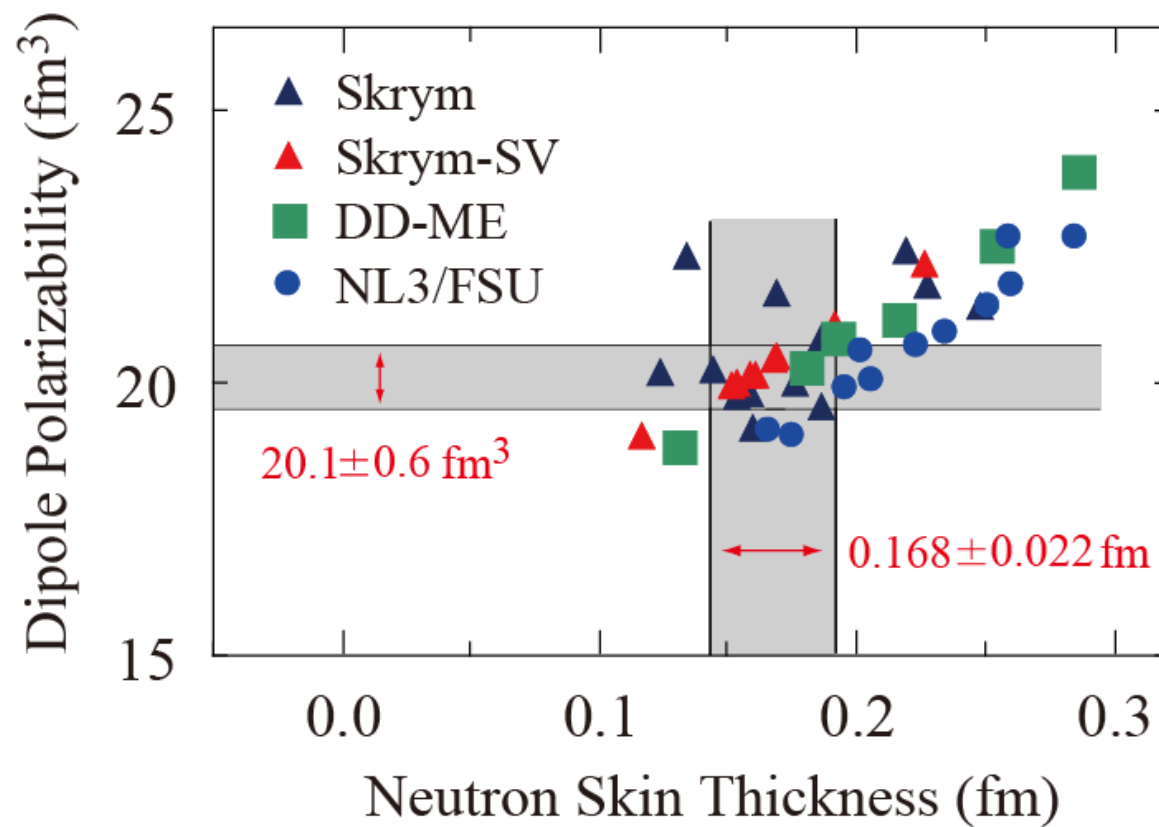 Dipole Polarizability (fm³)
25
20
15
Skrym
Skrym-SV
DD-ME
NL3/FSU
20.1±0.6 fm³
0.168±0.022 fm
0.0 0.1 0.2 0.3
Neutron Skin Thickness (fm)